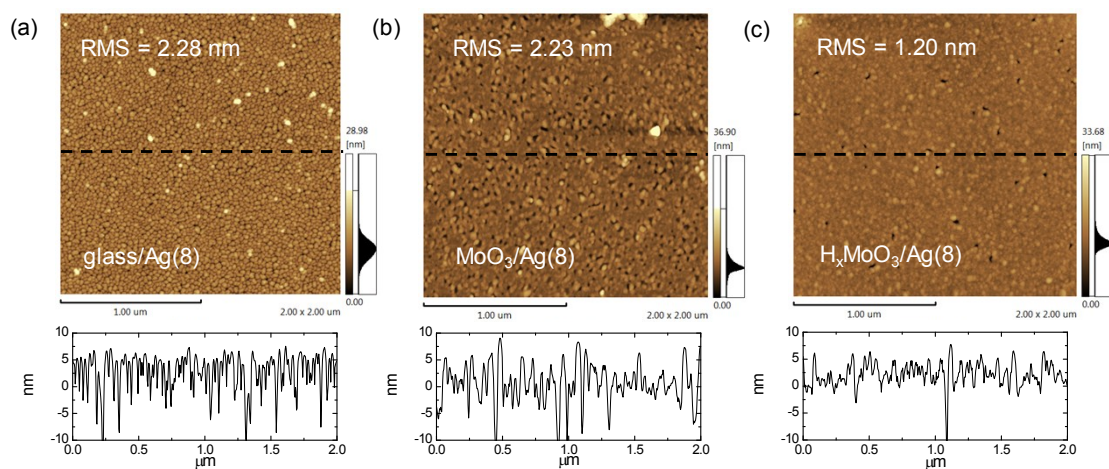 (a)
RMS = 2.28 nm
glass/Ag(8)
28.98
[nm]
0.00
1.00 um
2.00 x 2.00 um
nm
10
5
0
-5
-10
0.0 0.5 1.0 1.5 2.0
μm
(b)
RMS = 2.23 nm
MoO₃/Ag(8)
36.90
[nm]
0.00
1.00 um
2.00 x 2.00 um
10
5
0
-5
-10
0.0 0.5 1.0 1.5 2.0
μm
(c)
RMS = 1.20 nm
HₓMoO₃/Ag(8)
33.68
[nm]
0.00
1.00 um
2.00 x 2.00 um
10
5
0
-5
-10
0.0 0.5 1.0 1.5 2.0
μm